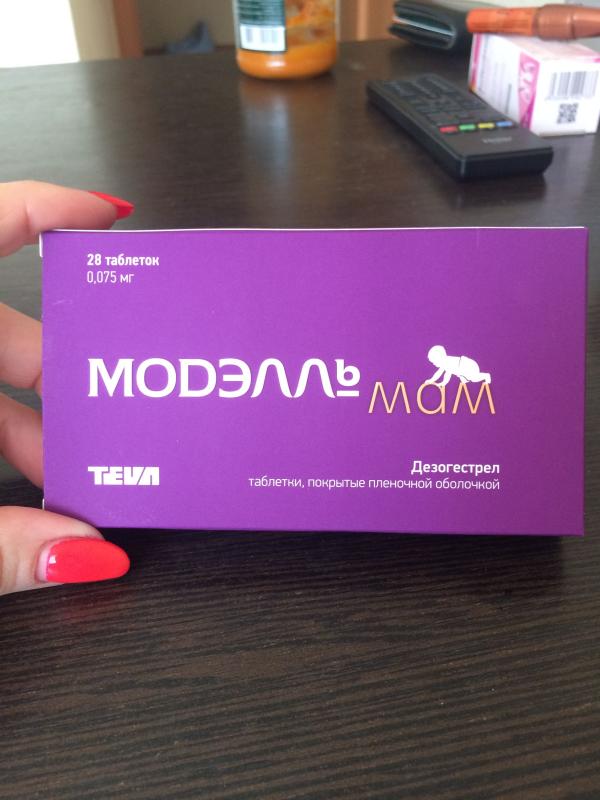 28 таблеток
0,075 мг
МОДЭЛЛЬ
мам
TEVA
Дезогестрел
таблетки, покрытые пленочной оболочкой